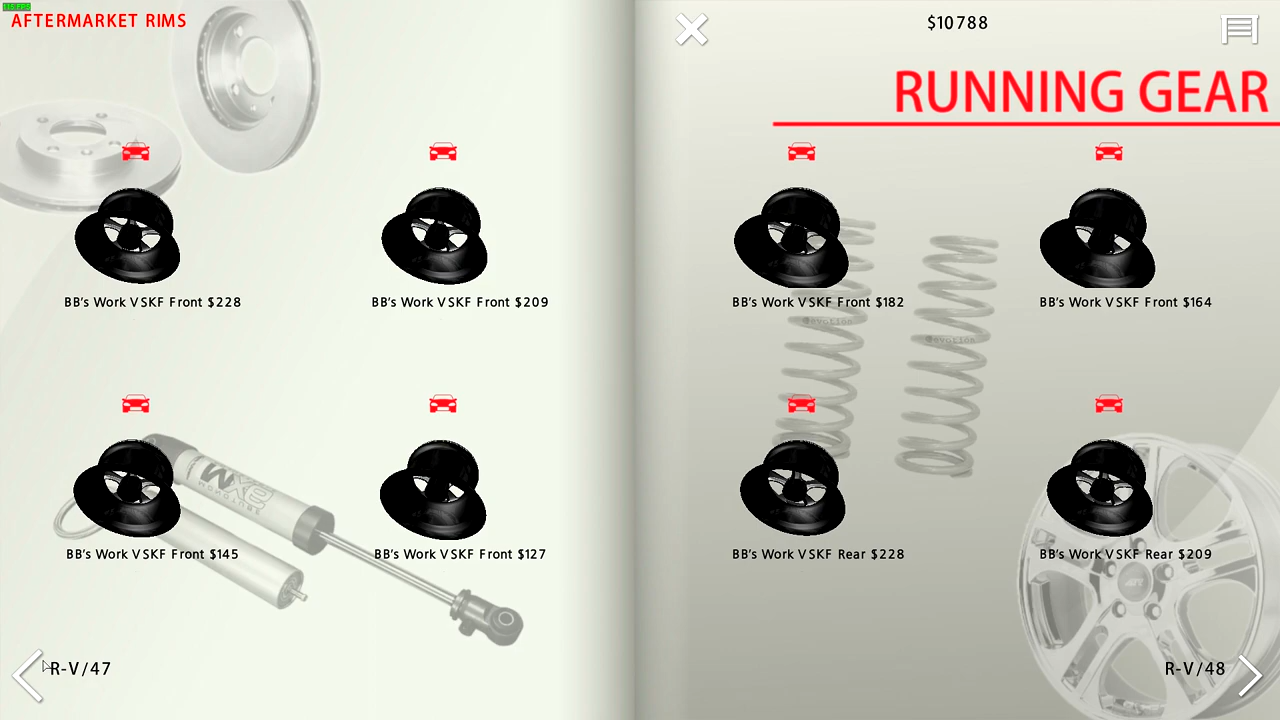 AFTERMARKET RIMS
$10788
RUNNING GEAR
BB's Work VSKF Front $228
BB's Work VSKF Front $209
BB's Work VSKF Front $182
BB's Work VSKF Front $164
evotion
evotion
BB's Work VSKF Front $145
BB's Work VSKF Front $127
BB's Work VSKF Rear $228
BB's Work VSKF Rear $209
R-V/47
R-V/48